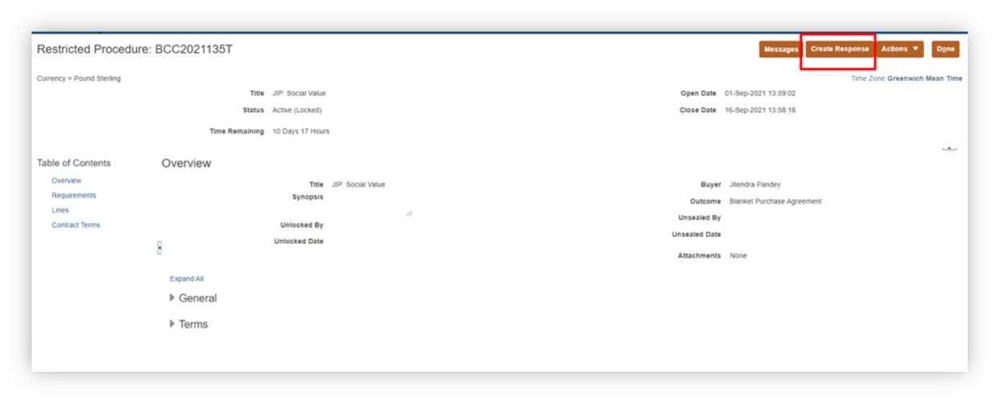 Restricted Procedure: BCC2021135T
Messages Create Response Actions Done
Currency = Pound Sterling
Time Zone Greenwich Mean Time
Title JIP: Social Value
Open Date 01-Sep-2021 13:59:02
Status Active (Locked)
Close Date 16-Sep-2021 13:58:18
Time Remaining 10 Days 17 Hours
Table of Contents
Overview
Requirements
Lines
Contract Terms
Overview
Title JIP: Social Value
Synopsis
Unlocked By
Unlocked Date
Buyer Jitendra Pandey
Outcome Blanket Purchase Agreement
Unsealed By
Unsealed Date
Attachments None
Expand All
General
Terms